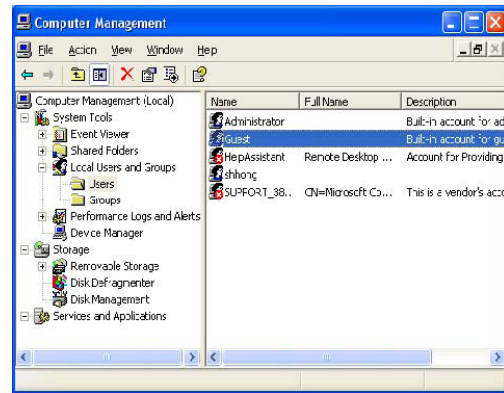 Computer Management
File Action View Window Help
Computer Management (Local)
System Tools
Event Viewer
Shared Folders
Local Users and Groups
Users
Groups
Performance Logs and Alerts
Device Manager
Storage
Removable Storage
Disk Defragmenter
Disk Management
Services and Applications
Name Full Name Description
Administrator Built-in account for ad
Guest Built-in account for gu
HelpAssistant Remote Desktop ... Account for Providing
shhong
SUPPORT_38... CN=Microsoft Co... This is a vendor's acco